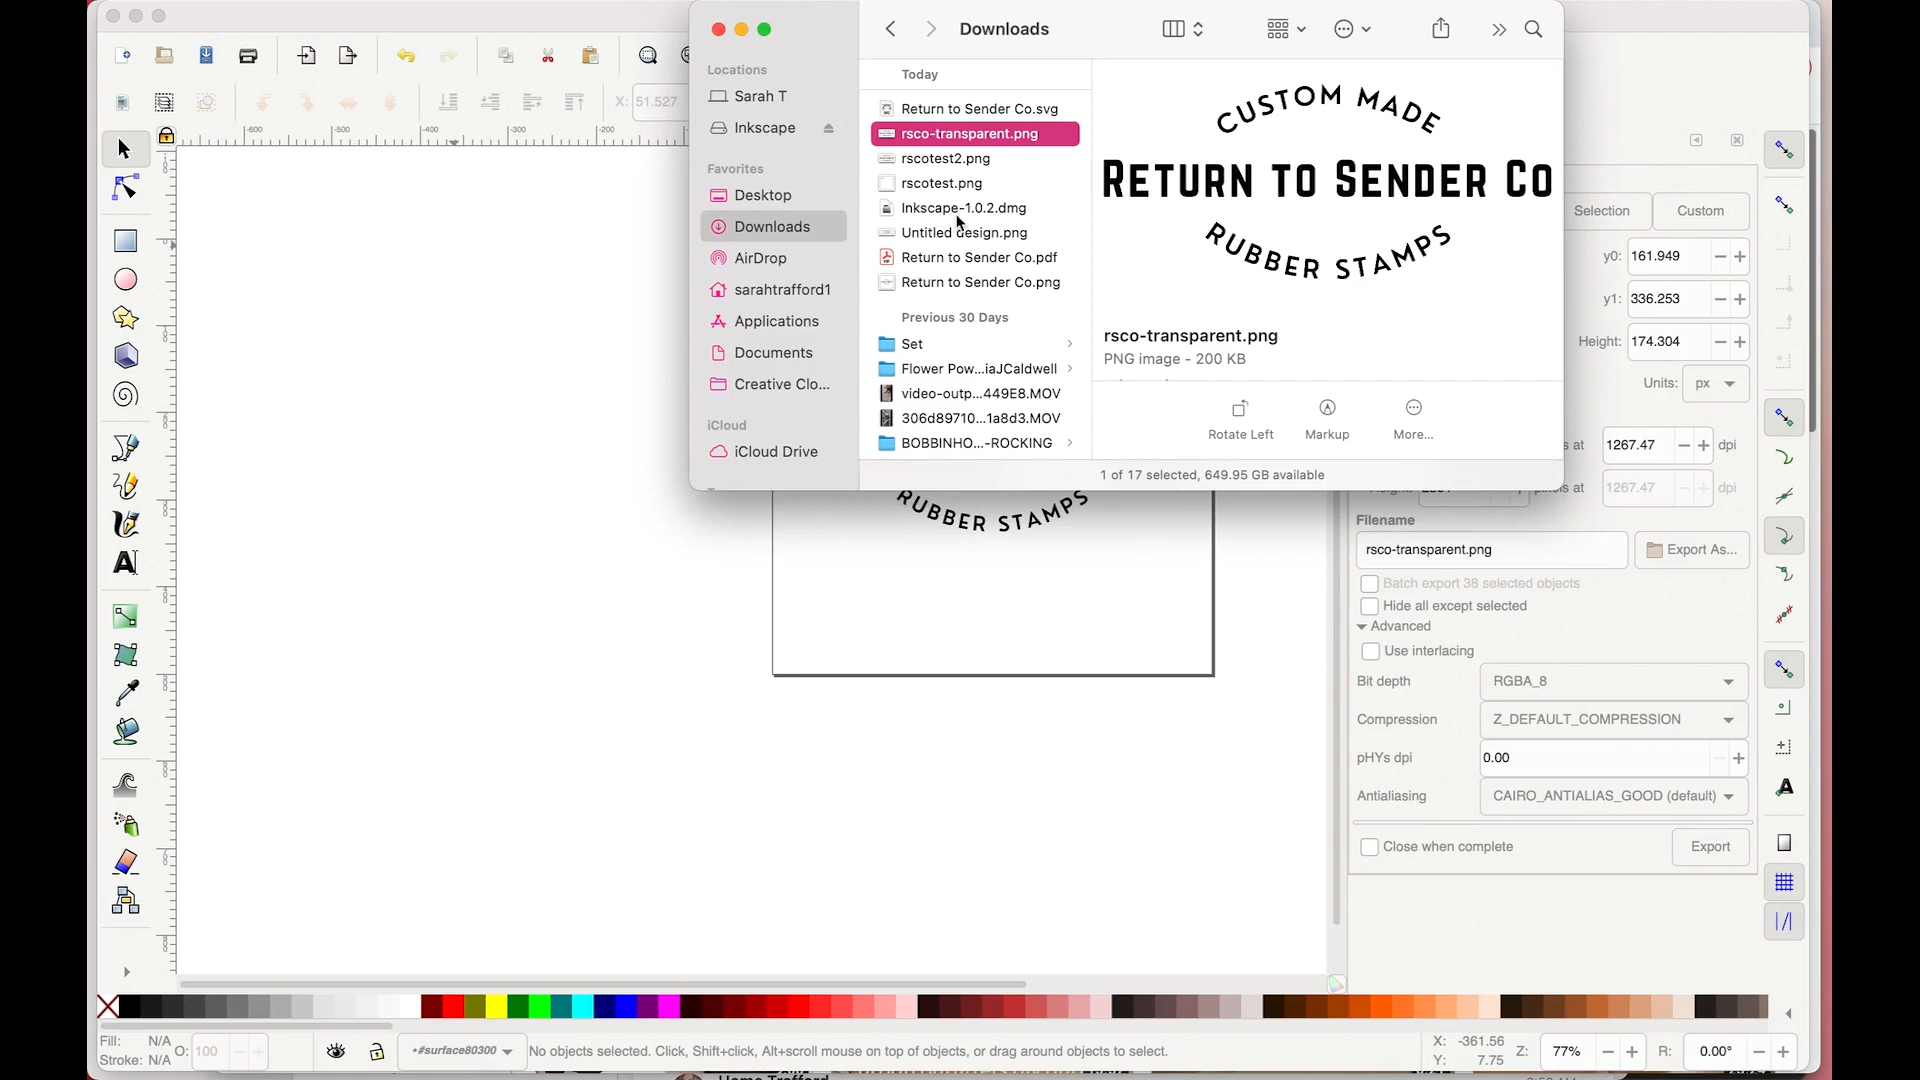 Downloads
Locations
Sarah T
Inkscape
Favorites
Desktop
Downloads
AirDrop
sarahtrafford1
Applications
Documents
Creative Clo...
iCloud
iCloud Drive
Today
Return to Sender Co.svg
rsco-transparent.png
rscotest2.png
rscotest.png
Inkscape-1.0.2.dmg
Untitled design.png
Return to Sender Co.pdf
Return to Sender Co.png
Previous 30 Days
Set
Flower Pow...iaJCaldwell
video-outp...449E8.MOV
306d89710...1a8d3.MOV
BOBBINHO...-ROCKING
CUSTOM MADE
RETURN TO SENDER CO
RUBBER STAMPS
rsco-transparent.png
PNG image - 200 KB
Rotate Left
Markup
More...
1 of 17 selected, 649.95 GB available
X: 51.527
-600
-500
-400
-300
-200
RUBBER STAMPS
Selection
Custom
y0: 161.949
y1: 336.253
Height: 174.304
Units: px
1267.47 dpi
pixels at 1267.47 dpi
Filename
rsco-transparent.png
Export As...
Batch export 38 selected objects
Hide all except selected
Advanced
Use interlacing
Bit depth RGBA_8
Compression Z_DEFAULT_COMPRESSION
pHYs dpi 0.00
Antialiasing CAIRO_ANTIALIAS_GOOD (default)
Close when complete
Export
Fill: N/A
Stroke: N/A
O: 100
•#surface80300
No objects selected. Click, Shift+click, Alt+scroll mouse on top of objects, or drag around objects to select.
X: -361.56
Y: 7.75
Z: 77%
R: 0.00°